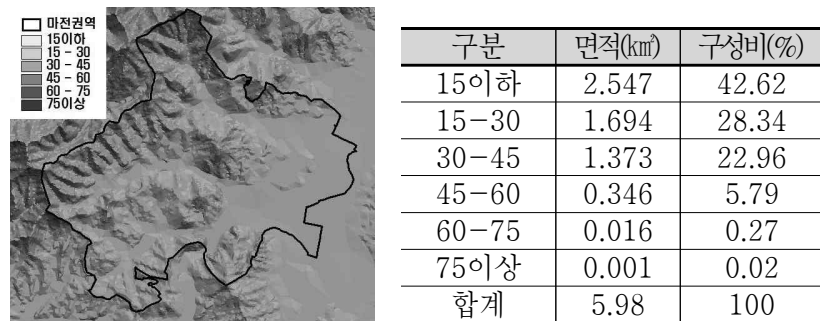 마전권역
15이하
15 - 30
30 - 45
45 - 60
60 - 75
75이상
구분 면적(㎢) 구성비(%)
15이하 2.547 42.62
15-30 1.694 28.34
30-45 1.373 22.96
45-60 0.346 5.79
60-75 0.016 0.27
75이상 0.001 0.02
합계 5.98 100